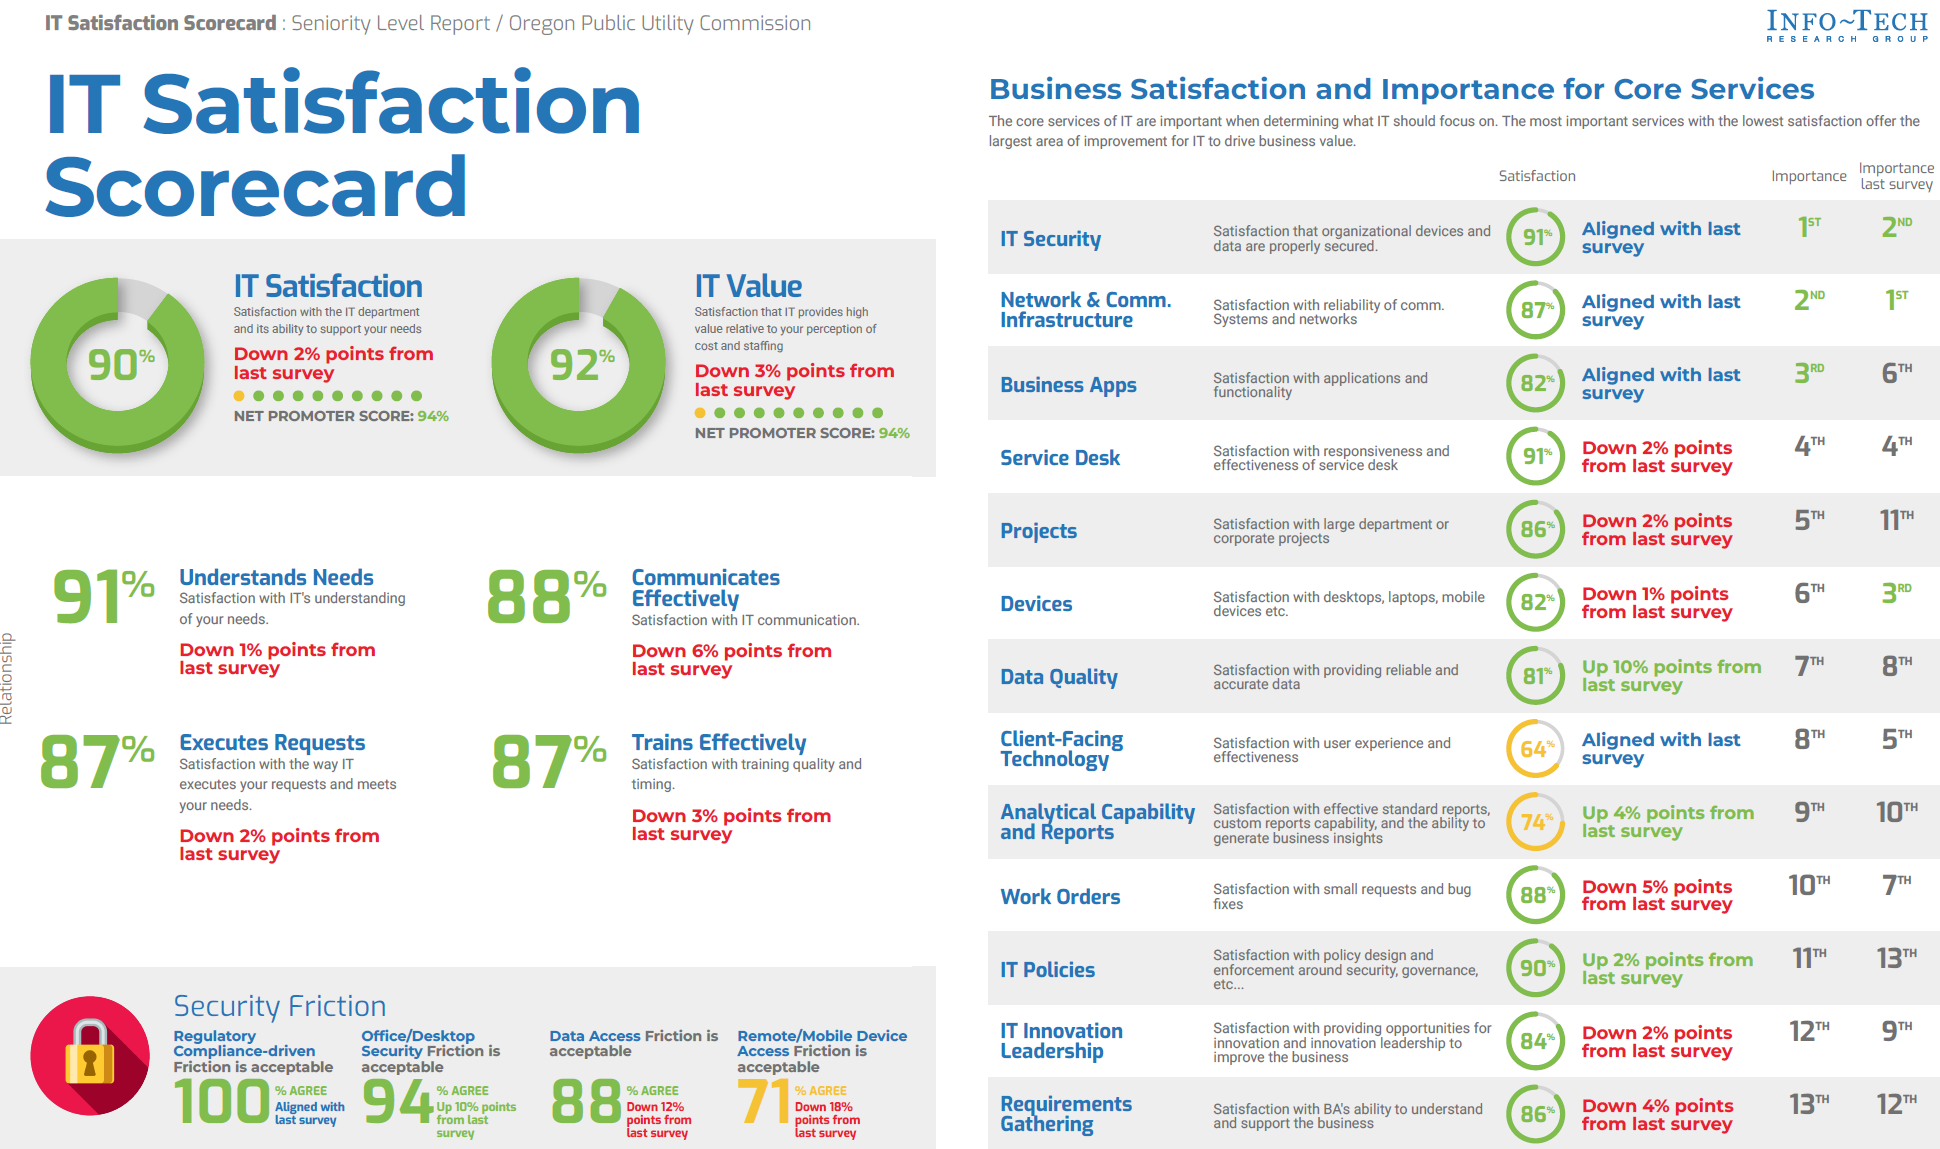 IT Satisfaction Scorecard : Seniority Level Report / Oregon Public Utility Commission
INFO~TECH
RESEARCH GROUP
IT Satisfaction
Scorecard
90%
IT Satisfaction
Satisfaction with the IT department
and its ability to support your needs
Down 2% points from
last survey
NET PROMOTER SCORE: 94%
92%
IT Value
Satisfaction that IT provides high
value relative to your perception of
cost and staffing
Down 3% points from
last survey
NET PROMOTER SCORE: 94%
Relationship
91%
Understands Needs
Satisfaction with IT's understanding
of your needs.
Down 1% points from
last survey
88%
Communicates
Effectively
Satisfaction with IT communication.
Down 6% points from
last survey
87%
Executes Requests
Satisfaction with the way IT
executes your requests and meets
your needs.
Down 2% points from
last survey
87%
Trains Effectively
Satisfaction with training quality and
timing.
Down 3% points from
last survey
Security Friction
Regulatory
Compliance-driven
Friction is acceptable
100 % AGREE
Aligned with
last survey
Office/Desktop
Security Friction is
acceptable
94 % AGREE
Up 10% points
from last
survey
Data Access Friction is
acceptable
88 % AGREE
Down 12%
points from
last survey
Remote/Mobile Device
Access Friction is
acceptable
71 % AGREE
Down 18%
points from
last survey
Business Satisfaction and Importance for Core Services
The core services of IT are important when determining what IT should focus on. The most important services with the lowest satisfaction offer the
largest area of improvement for IT to drive business value.
Satisfaction
Importance
Importance
last survey
IT Security
Satisfaction that organizational devices and
data are properly secured.
91%
Aligned with last
survey
1ST
2ND
Network & Comm.
Infrastructure
Satisfaction with reliability of comm.
Systems and networks
87%
Aligned with last
survey
2ND
1ST
Business Apps
Satisfaction with applications and
functionality
82%
Aligned with last
survey
3RD
6TH
Service Desk
Satisfaction with responsiveness and
effectiveness of service desk
91%
Down 2% points
from last survey
4TH
4TH
Projects
Satisfaction with large department or
corporate projects
86%
Down 2% points
from last survey
5TH
11TH
Devices
Satisfaction with desktops, laptops, mobile
devices etc.
82%
Down 1% points
from last survey
6TH
3RD
Data Quality
Satisfaction with providing reliable and
accurate data
81%
Up 10% points from
last survey
7TH
8TH
Client-Facing
Technology
Satisfaction with user experience and
effectiveness
64%
Aligned with last
survey
8TH
5TH
Analytical Capability
and Reports
Satisfaction with effective standard reports,
custom reports capability, and the ability to
generate business insights
74%
Up 4% points from
last survey
9TH
10TH
Work Orders
Satisfaction with small requests and bug
fixes
88%
Down 5% points
from last survey
10TH
7TH
IT Policies
Satisfaction with policy design and
enforcement around security, governance,
etc...
90%
Up 2% points from
last survey
11TH
13TH
IT Innovation
Leadership
Satisfaction with providing opportunities for
innovation and innovation leadership to
improve the business
84%
Down 2% points
from last survey
12TH
9TH
Requirements
Gathering
Satisfaction with BA's ability to understand
and support the business
86%
Down 4% points
from last survey
13TH
12TH